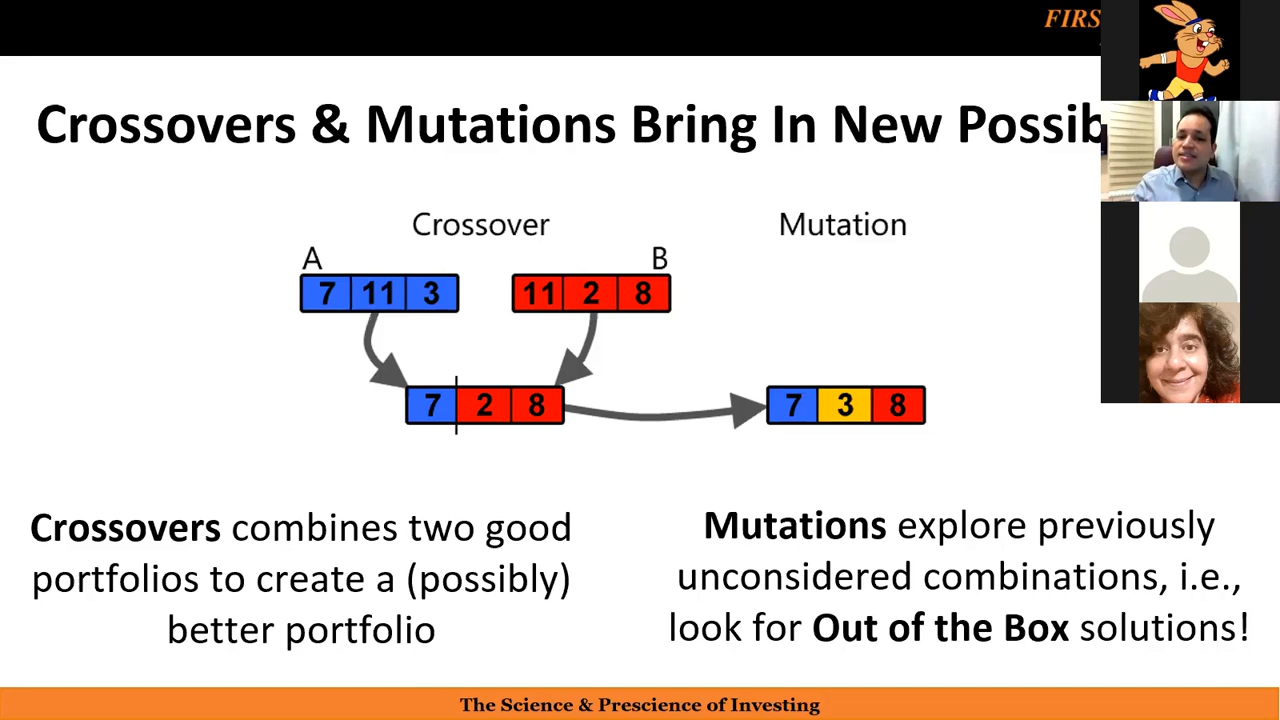 FIRS
Crossovers & Mutations Bring In New Possib
Crossover
Mutation
A
B
7 11 3
11 2 8
7 2 8
7 3 8
Crossovers combines two good
portfolios to create a (possibly)
better portfolio
Mutations explore previously
unconsidered combinations, i.e.,
look for Out of the Box solutions!
The Science & Prescience of Investing